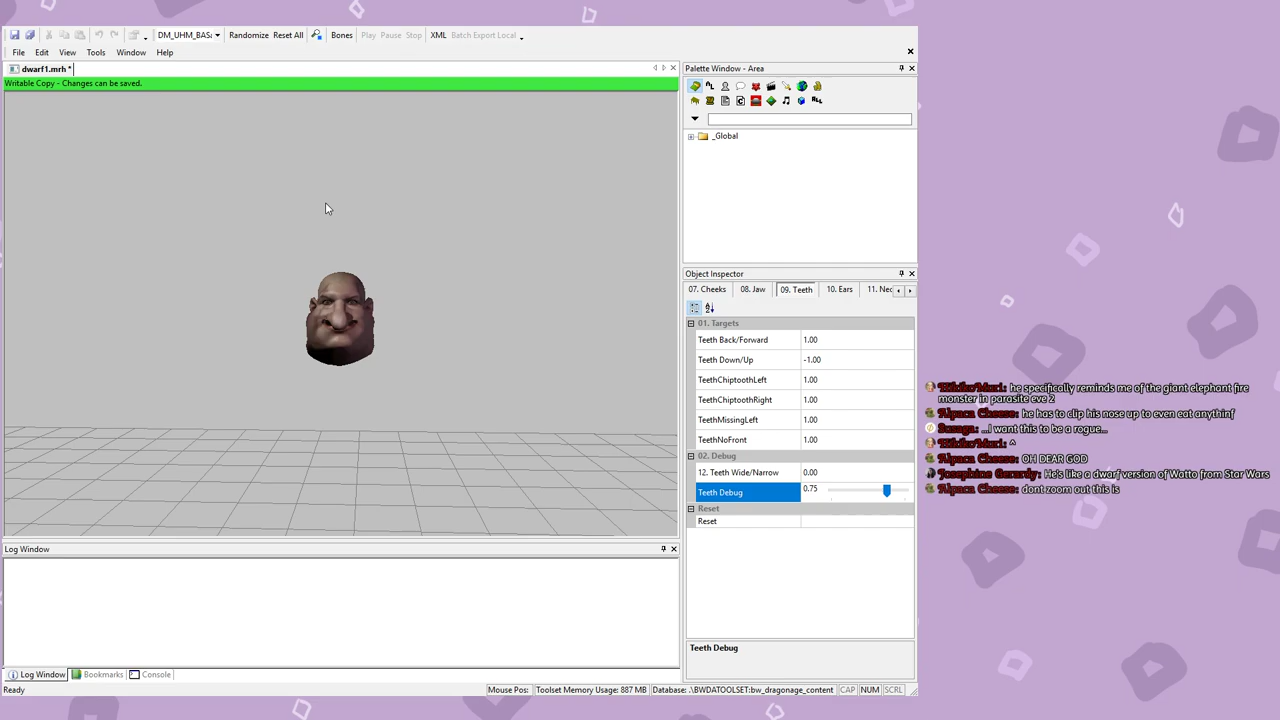 DM_UHM_BAS
Randomize Reset All
Bones
Play Pause Stop
XML Batch Export Local
File Edit View Tools Window Help
dwarf1.mrh *
Writable Copy - Changes can be saved.
Palette Window - Area
_Global
Object Inspector
07. Cheeks 08. Jaw 09. Teeth 10. Ears 11. Nec
01. Targets
Teeth Back/Forward 1.00
Teeth Down/Up -1.00
TeethChiptoothLeft 1.00
TeethChiptoothRight 1.00
TeethMissingLeft 1.00
TeethNoFront 1.00
02. Debug
12. Teeth Wide/Narrow 0.00
Teeth Debug 0.75
Reset
Reset
Teeth Debug
Log Window
Log Window Bookmarks Console
Ready
Mouse Pos: Toolset Memory Usage: 887 MB Database: .\BWDATOOLSET:bw_dragonage_content CAP NUM SCRL
he specifically reminds me of the giant elephant fire
monster in parasite eve 2
Alpaca Cheese: he has to clip his nose up to even eat anythinf
...I want this to be a rogue...
^
Alpaca Cheese: OH DEAR GOD
Josephine Gerardy: He's like a dwarf version of Watto from Star Wars
Alpaca Cheese: dont zoom out this is